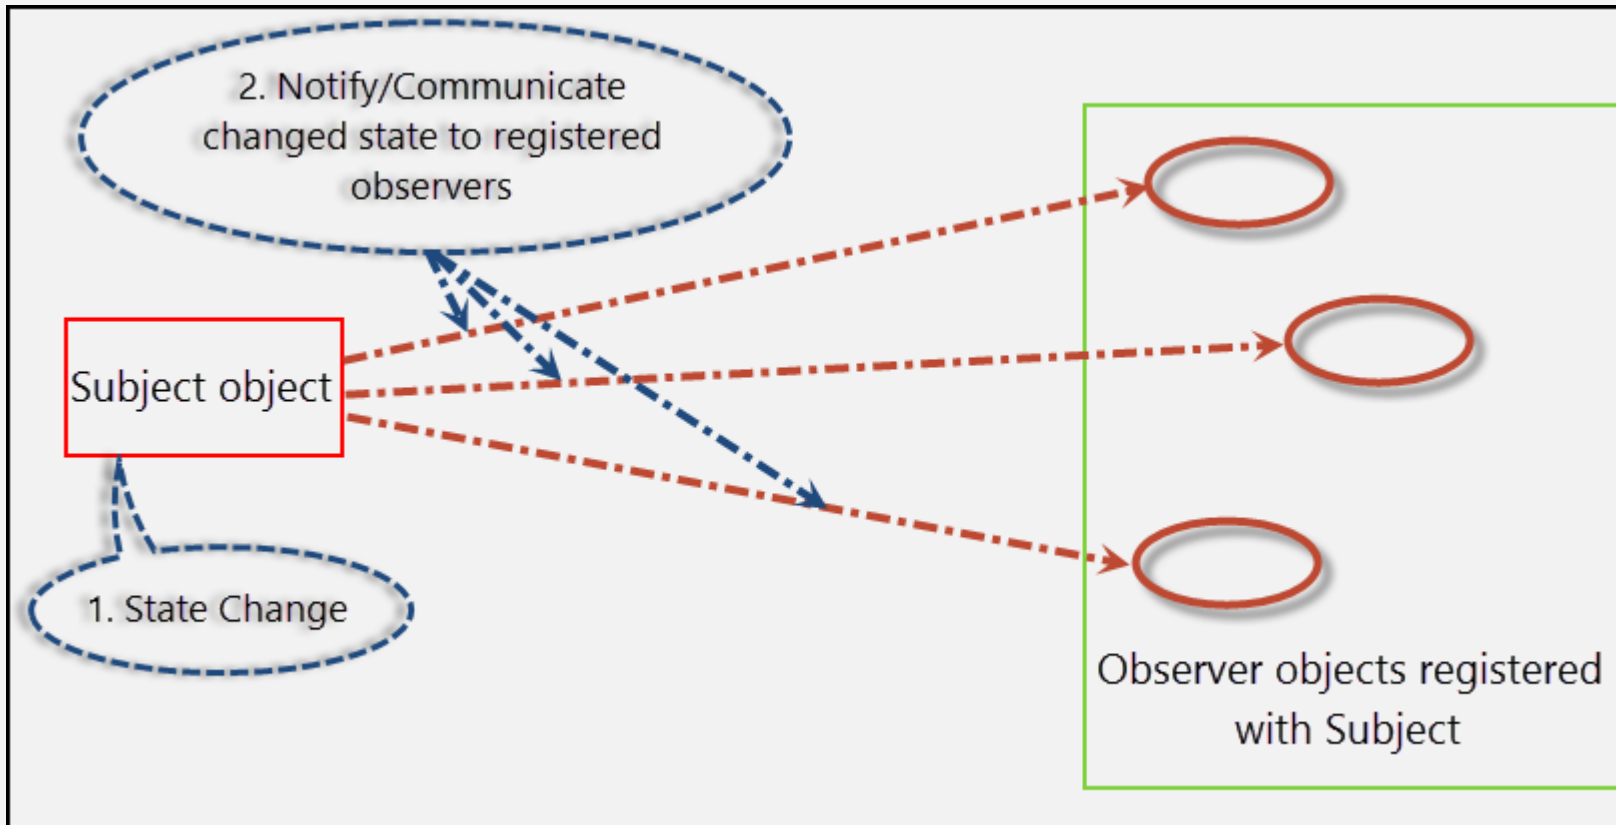 2. Notify/Communicate
changed state to registered
observers
Subject object
1. State Change
Observer objects registered
with Subject